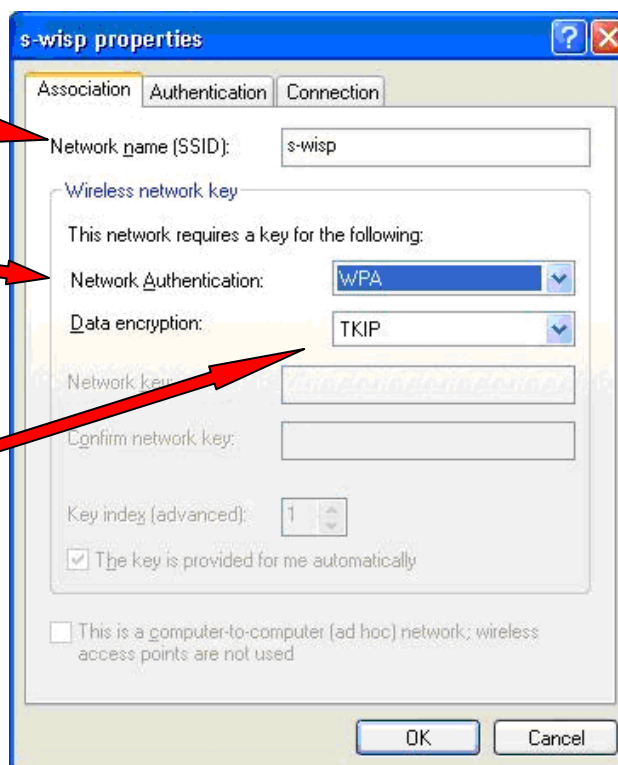 s-wisp properties
Association Authentication Connection
Network name (SSID): s-wisp
Wireless network key
This network requires a key for the following:
Network Authentication: WPA
Data encryption: TKIP
Network key:
Confirm network key:
Key index (advanced): 1
The key is provided for me automatically
This is a computer-to-computer (ad hoc) network; wireless
access points are not used
OK Cancel